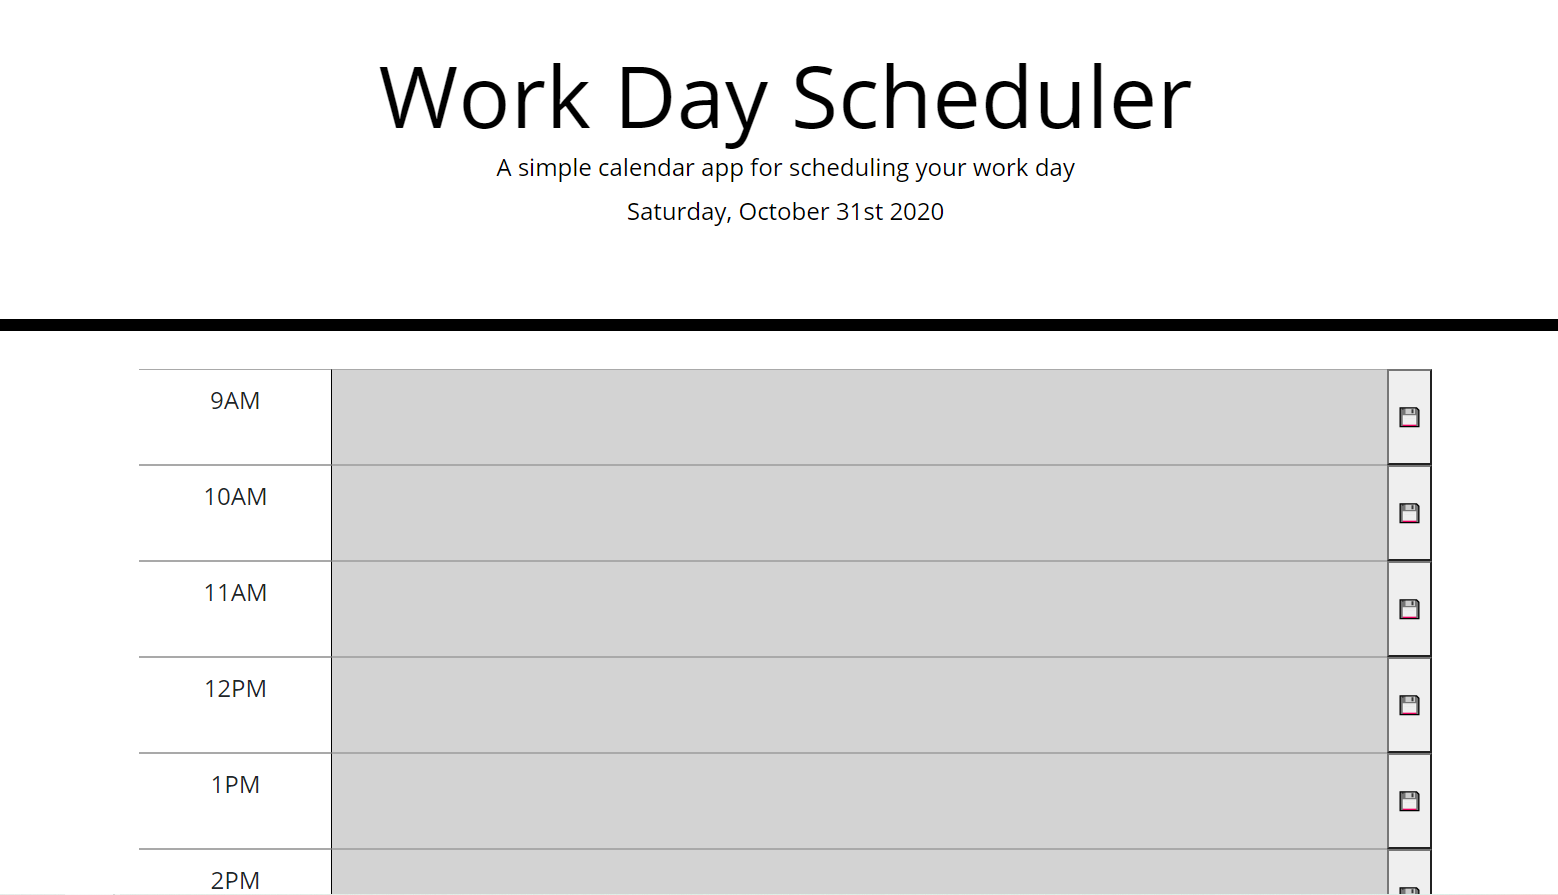 Work Day Scheduler
A simple calendar app for scheduling your work day
Saturday, October 31st 2020
9AM
10AM
11AM
12PM
1PM
2PM